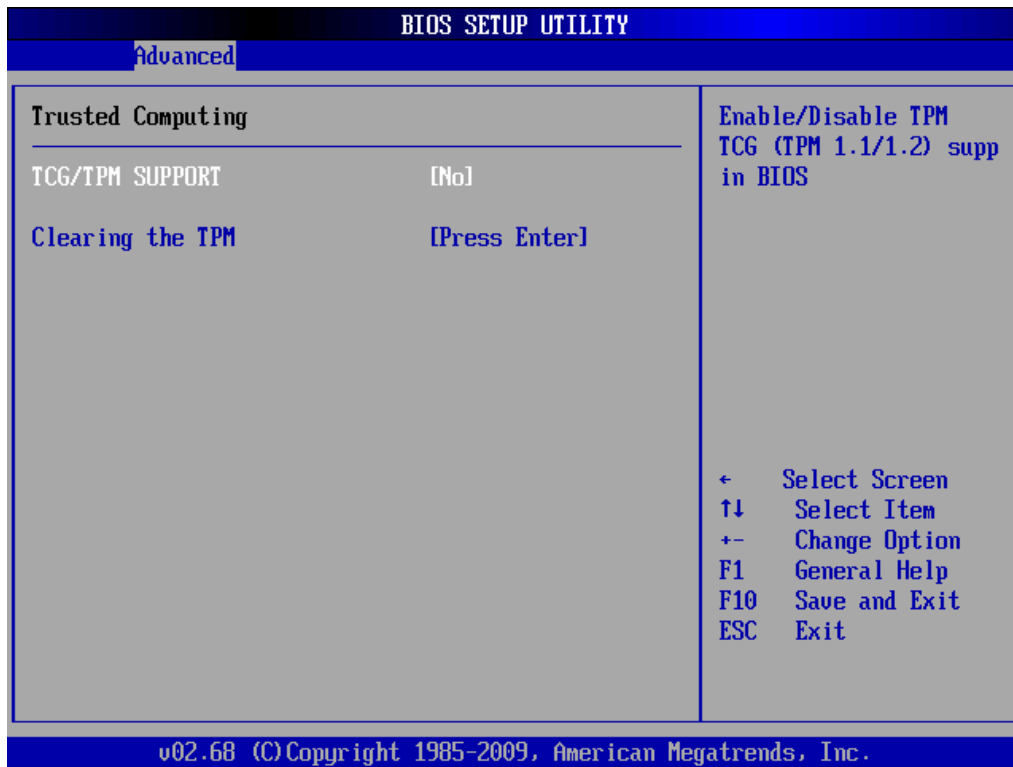 BIOS SETUP UTILITY
Advanced
Trusted Computing
TCG/TPM SUPPORT [No]
Clearing the TPM [Press Enter]
Enable/Disable TPM
TCG (TPM 1.1/1.2) supp
in BIOS
← Select Screen
↑↓ Select Item
+- Change Option
F1 General Help
F10 Save and Exit
ESC Exit
v02.68 (C)Copyright 1985-2009, American Megatrends, Inc.